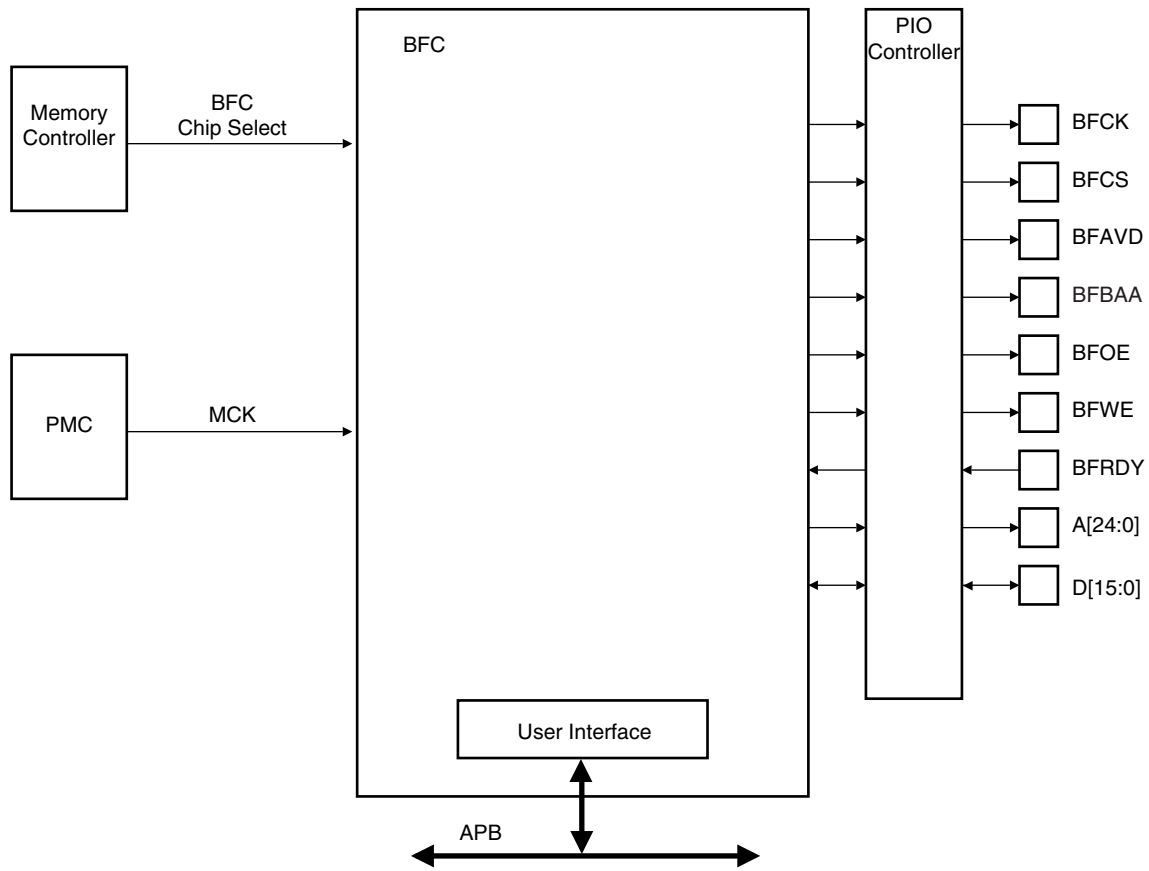 BFC
PIO
Controller
Memory
Controller
BFC
Chip Select
PMC
MCK
BFCK
BFCS
BFAVD
BFBAA
BFOE
BFWE
BFRDY
A[24:0]
D[15:0]
User Interface
APB